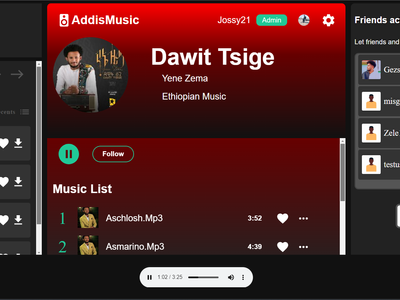 AddisMusic
Jossy21
Admin
Friends ac
Let friends and
Dawit Tsige
Yene Zema
Ethiopian Music
Gezs
misg
Zele
testu
Follow
Music List
1 Aschlosh.Mp3 3:52
2 Asmarino.Mp3 4:39
1:02 / 3:25